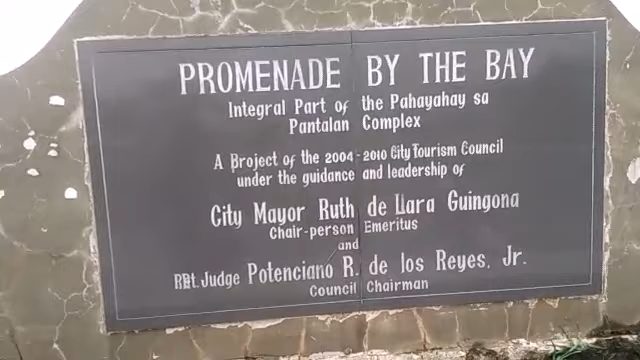 PROMENADE BY THE BAY
Integral Part of the Pahayahay sa
Pantalan Complex
A Project of the 2004-2010 City Tourism Council
under the guidance and leadership of
City Mayor Ruth de Llara Guingona
Chair-person Emeritus
and
Ret. Judge Potenciano R. de los Reyes, Jr.
Council Chairman